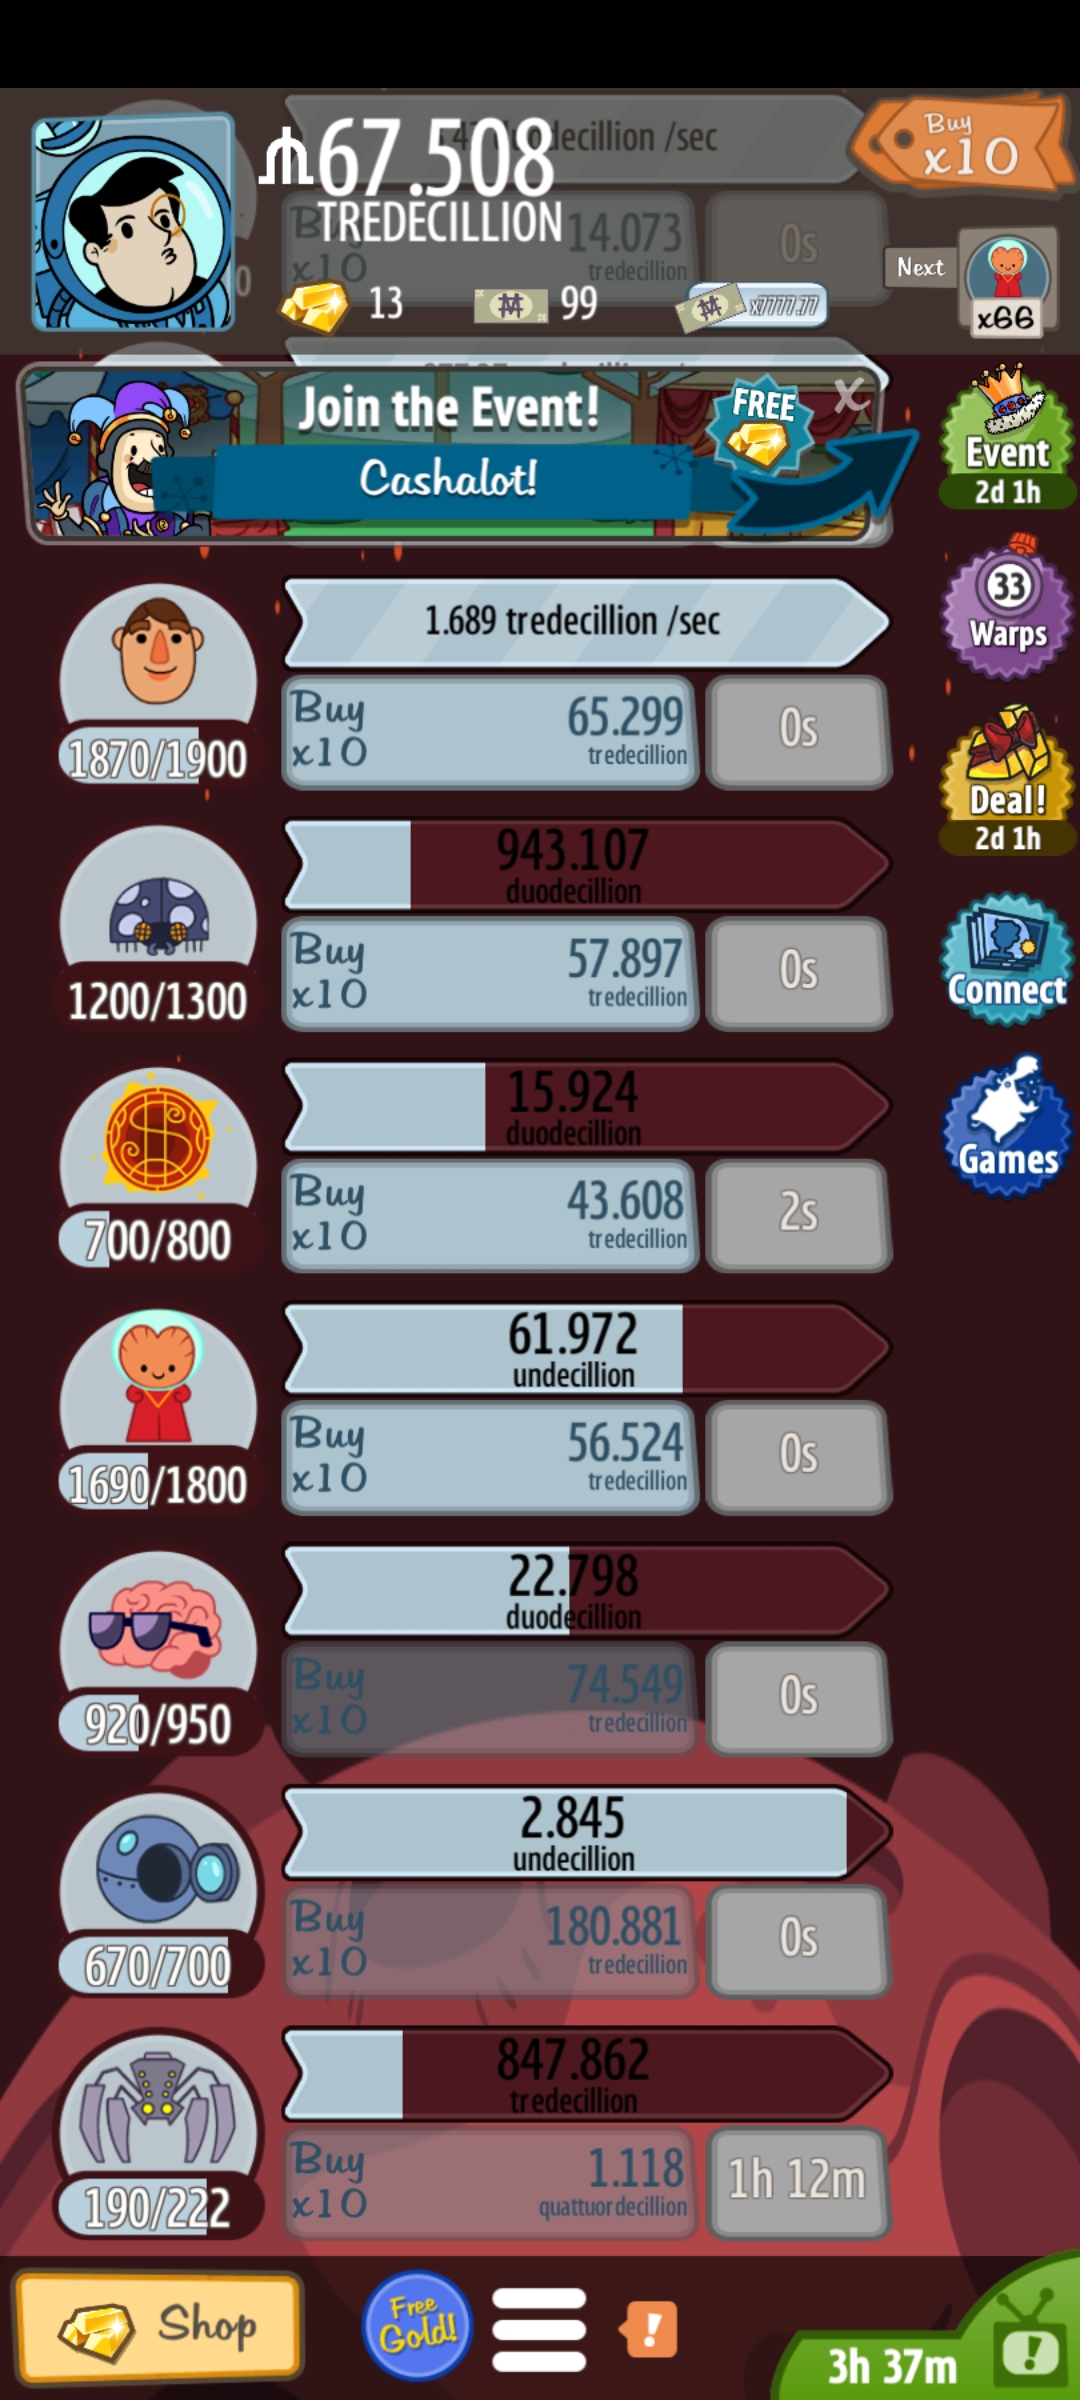 decillion /sec
₼67.508
TREDECILLION
Buy
x10
Buy
x10
14.073
tredecillion
0s
13
99
x7777.77
Next
x66
Join the Event!
Cashalot!
FREE
X
Event
2d 1h
33
Warps
Deal!
2d 1h
Connect
Games
1.689 tredecillion /sec
1870/1900
Buy
x10
65.299
tredecillion
0s
943.107
duodecillion
1200/1300
Buy
x10
57.897
tredecillion
0s
15.924
duodecillion
700/800
Buy
x10
43.608
tredecillion
2s
61.972
undecillion
1690/1800
Buy
x10
56.524
tredecillion
0s
22.798
duodecillion
920/950
Buy
x10
74.549
tredecillion
0s
2.845
undecillion
670/700
Buy
x10
180.881
tredecillion
0s
847.862
tredecillion
190/222
Buy
x10
1.118
quattuordecillion
1h 12m
Shop
Free
Gold!
!
3h 37m
!